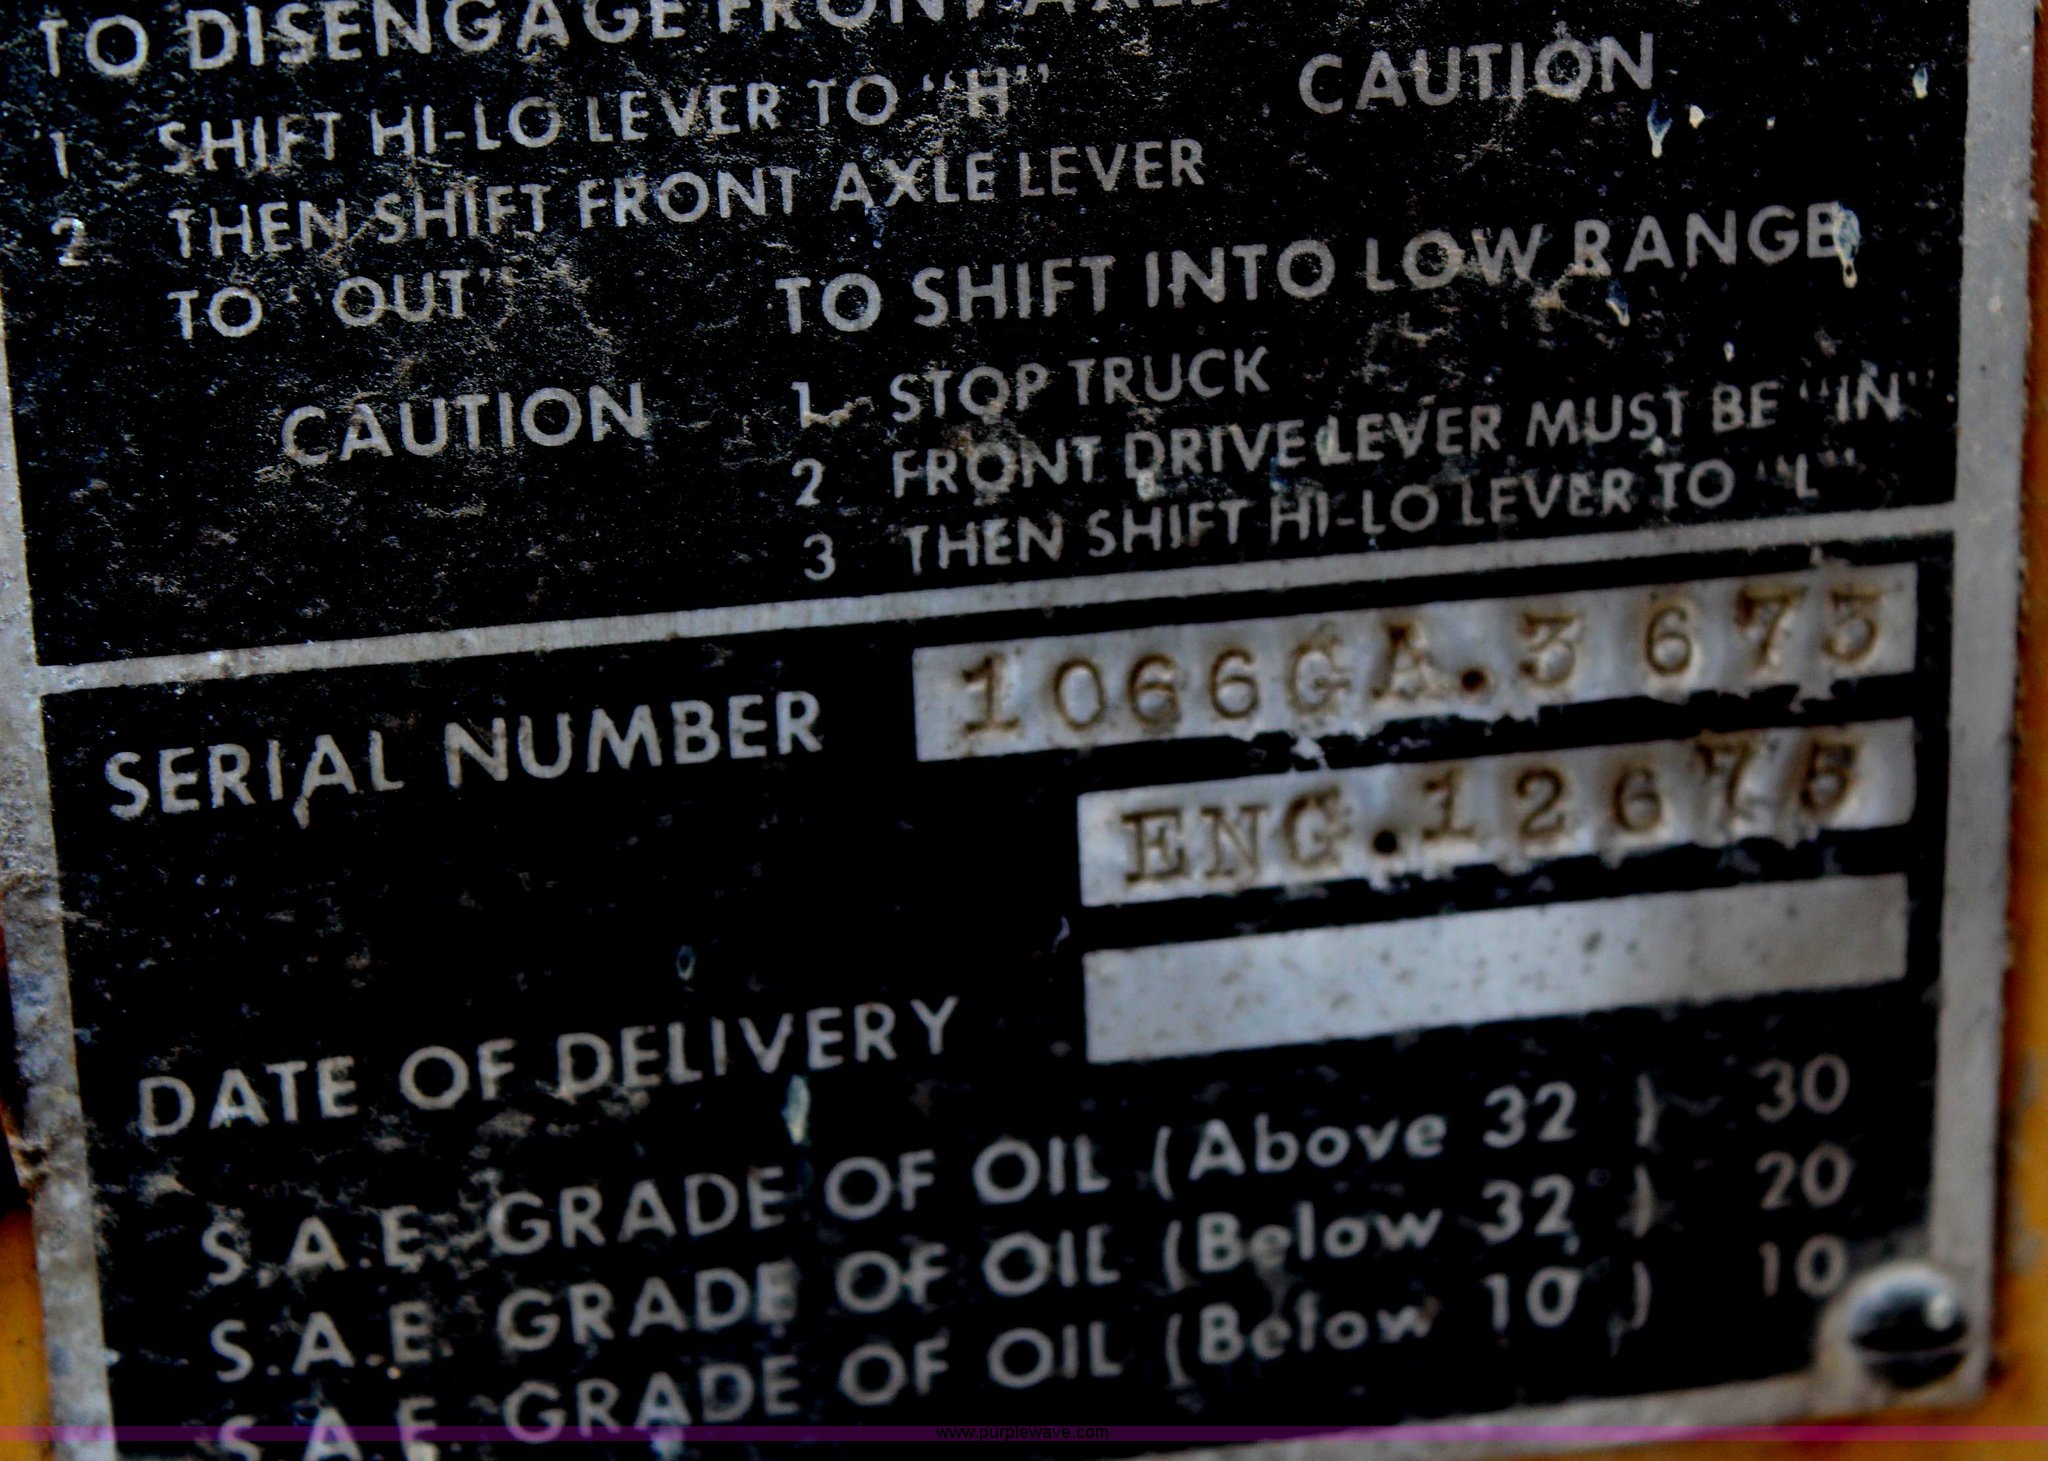 TO DISENGAGE FRONT AXLE
1 SHIFT HI-LO LEVER TO "H"
2 THEN SHIFT FRONT AXLE LEVER
TO "OUT"
CAUTION
CAUTION
TO SHIFT INTO LOW RANGE
1 STOP TRUCK
2 FRONT DRIVE LEVER MUST BE "IN"
3 THEN SHIFT HI-LO LEVER TO "L"
SERIAL NUMBER 1066GA.3673
ENG.12675
DATE OF DELIVERY
S.A.E. GRADE OF OIL (Above 32 ) 30
S.A.E. GRADE OF OIL (Below 32 ) 20
S.A.E. GRADE OF OIL (Below 10 ) 10
www.purplewave.com